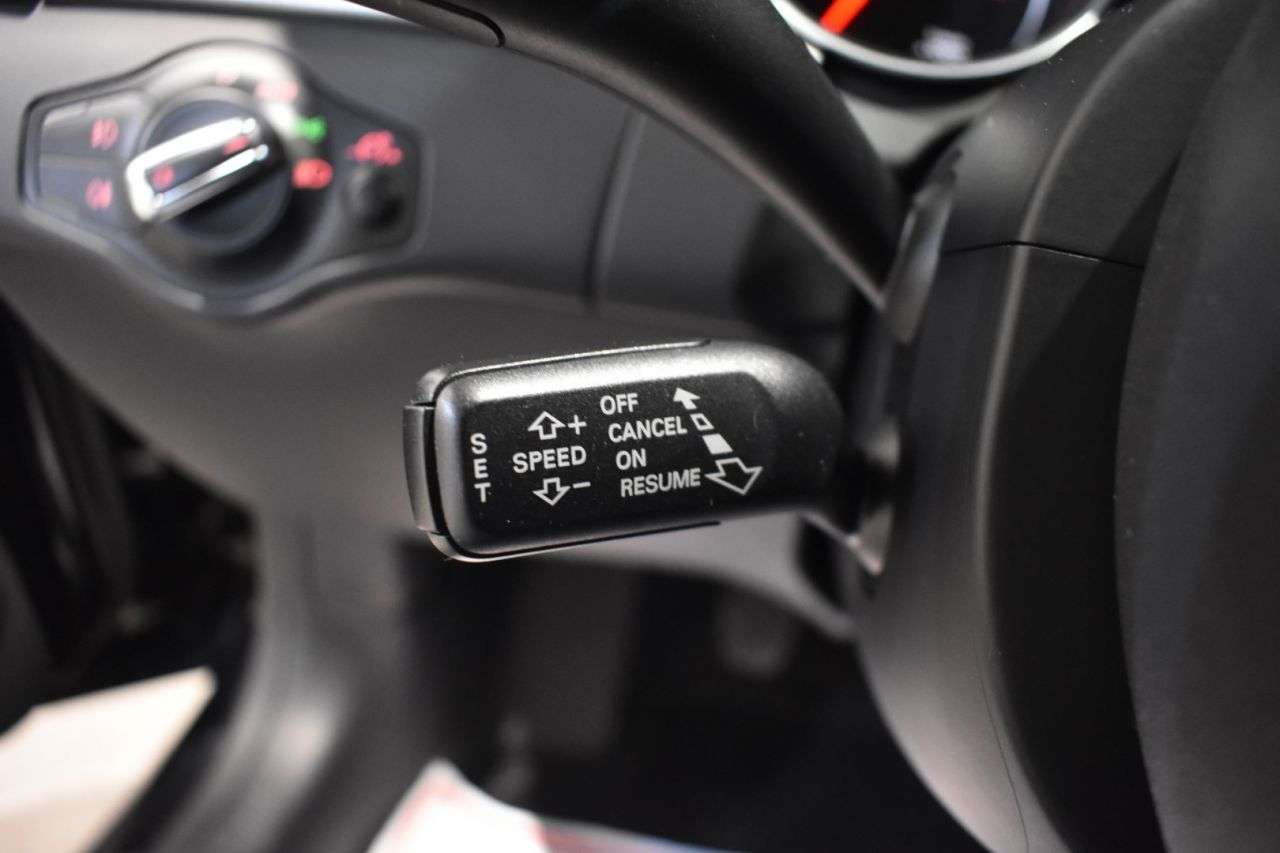 SET
+
SPEED
−
OFF
CANCEL
ON
RESUME